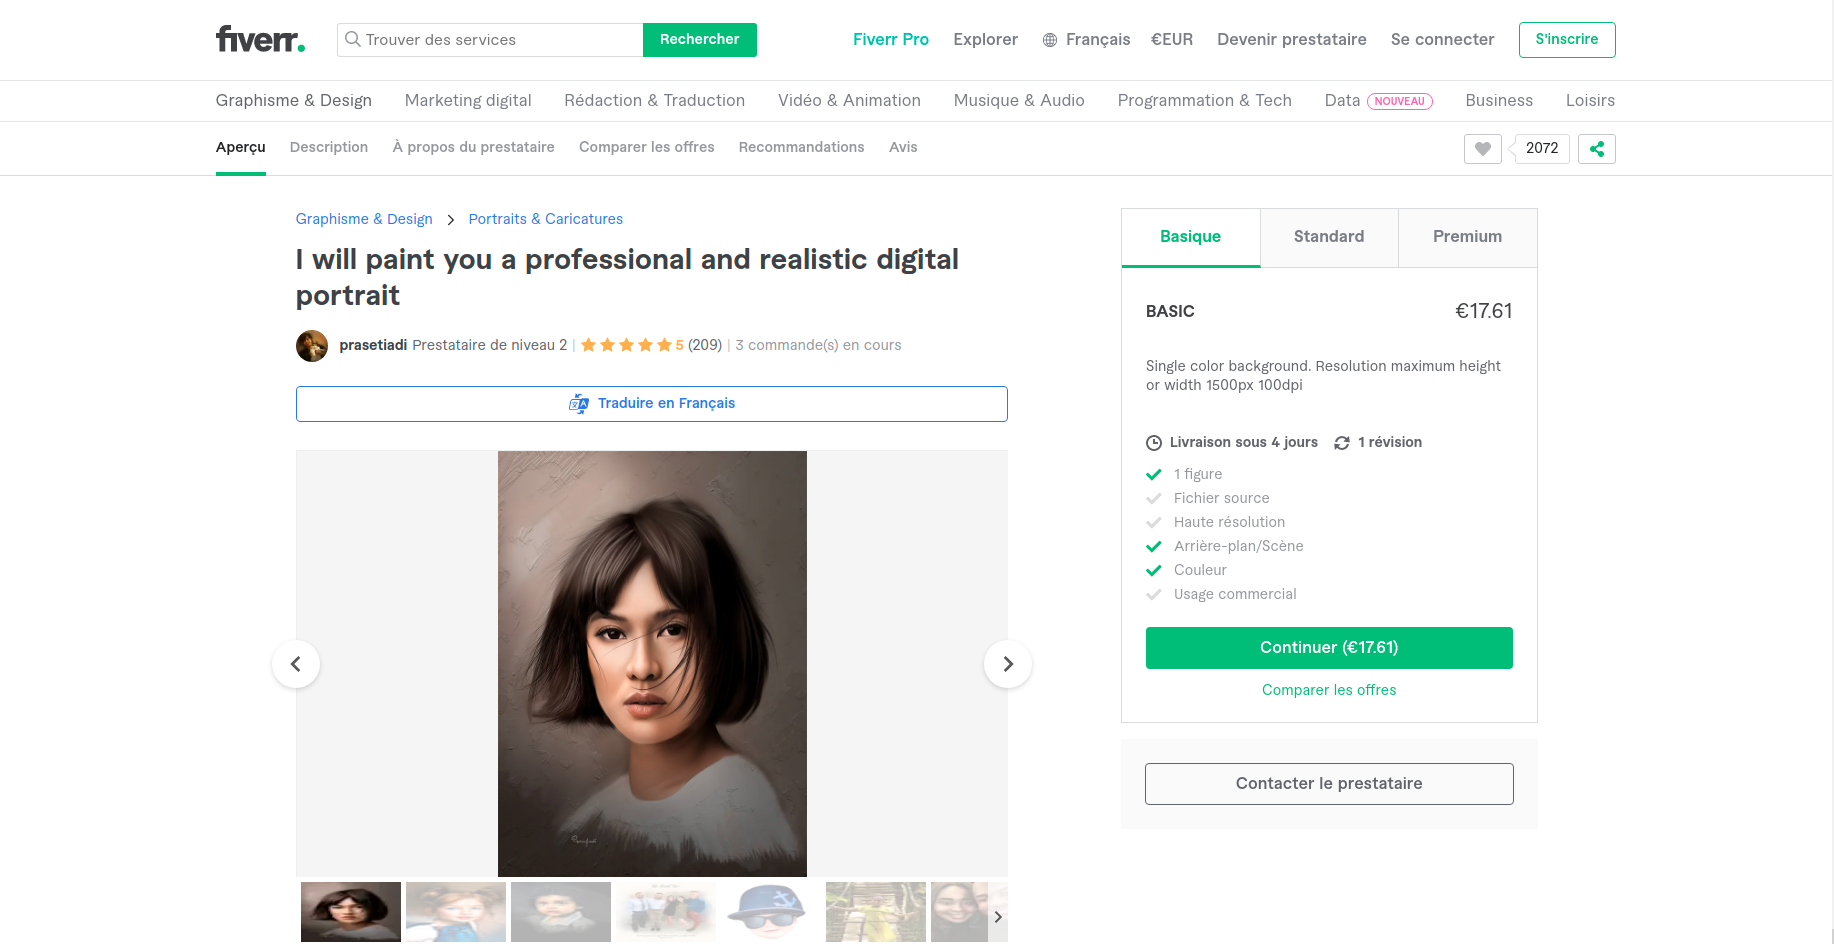 fiverr.
Trouver des services
Rechercher
Fiverr Pro
Explorer
Français
€EUR
Devenir prestataire
Se connecter
S'inscrire
Graphisme & Design
Marketing digital
Rédaction & Traduction
Vidéo & Animation
Musique & Audio
Programmation & Tech
Data NOUVEAU
Business
Loisirs
Aperçu
Description
À propos du prestataire
Comparer les offres
Recommandations
Avis
2072
Graphisme & Design > Portraits & Caricatures
I will paint you a professional and realistic digital
portrait
prasetiadi Prestataire de niveau 2 | 5 (209) | 3 commande(s) en cours
Traduire en Français
Basique
Standard
Premium
BASIC
€17.61
Single color background. Resolution maximum height
or width 1500px 100dpi
Livraison sous 4 jours
1 révision
1 figure
Fichier source
Haute résolution
Arrière-plan/Scène
Couleur
Usage commercial
Continuer (€17.61)
Comparer les offres
Contacter le prestataire